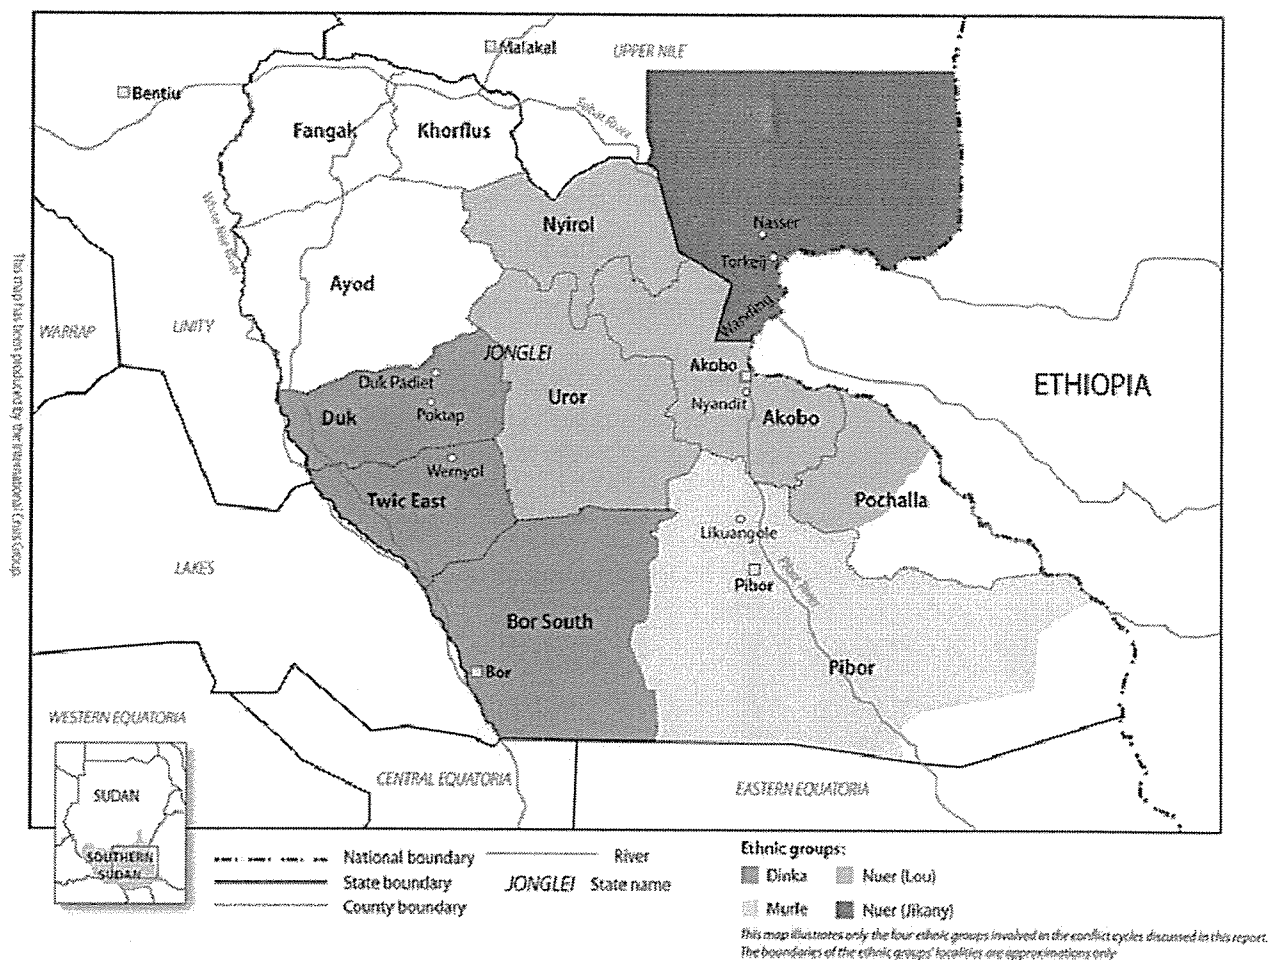 Malakal
UPPER NILE
Bentiu
Sobat River
Fangak
Khorflus
White Nile River
Nyirol
Nasser
Torkeij
Ayod
Wanding
WARRAP
UNITY
JONGLEI
Akobo
ETHIOPIA
Duk Padiet
Duk
Poktap
Uror
Nyandit
Akobo
Wernyol
Twic East
Pochalla
Likuangole
LAKES
Pibor
Pibor River
Bor South
Bor
Pibor
WESTERN EQUATORIA
CENTRAL EQUATORIA
EASTERN EQUATORIA
SUDAN
SOUTHERN
SUDAN
This map has been produced by the International Crisis Group.
National boundary
River
State boundary
JONGLEI State name
County boundary
Ethnic groups:
Dinka
Nuer (Lou)
Murle
Nuer (Jikany)
This map illustrates only the four ethnic groups involved in the conflict cycles discussed in this report.
The boundaries of the ethnic groups' localities are approximations only